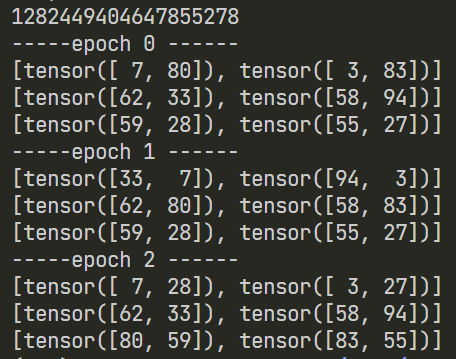 1282449404647855278
-----epoch 0 ------
[tensor([ 7, 80]), tensor([ 3, 83])]
[tensor([62, 33]), tensor([58, 94])]
[tensor([59, 28]), tensor([55, 27])]
-----epoch 1 ------
[tensor([33,  7]), tensor([94,  3])]
[tensor([62, 80]), tensor([58, 83])]
[tensor([59, 28]), tensor([55, 27])]
-----epoch 2 ------
[tensor([ 7, 28]), tensor([ 3, 27])]
[tensor([62, 33]), tensor([58, 94])]
[tensor([80, 59]), tensor([83, 55])]